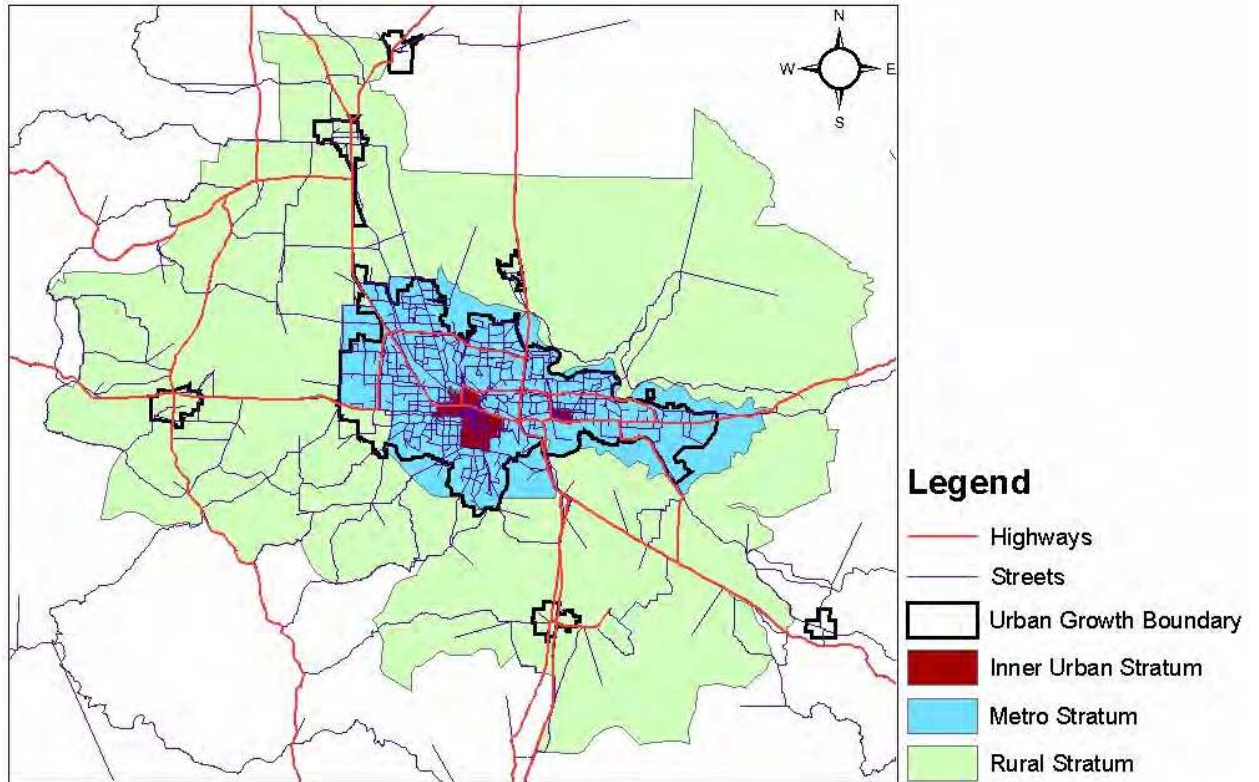 N
W E
S
Legend
Highways
Streets
Urban Growth Boundary
Inner Urban Stratum
Metro Stratum
Rural Stratum